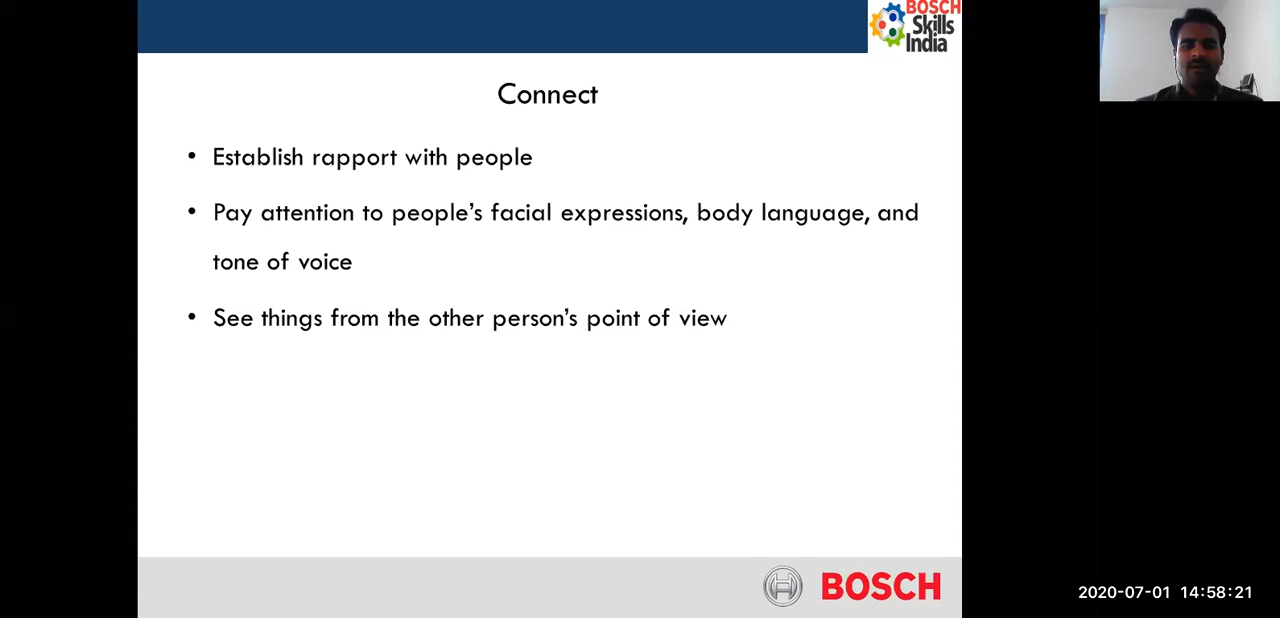 BOSCH
Skills
India
Connect
• Establish rapport with people
• Pay attention to people’s facial expressions, body language, and
tone of voice
• See things from the other person’s point of view
BOSCH
2020-07-01 14:58:21